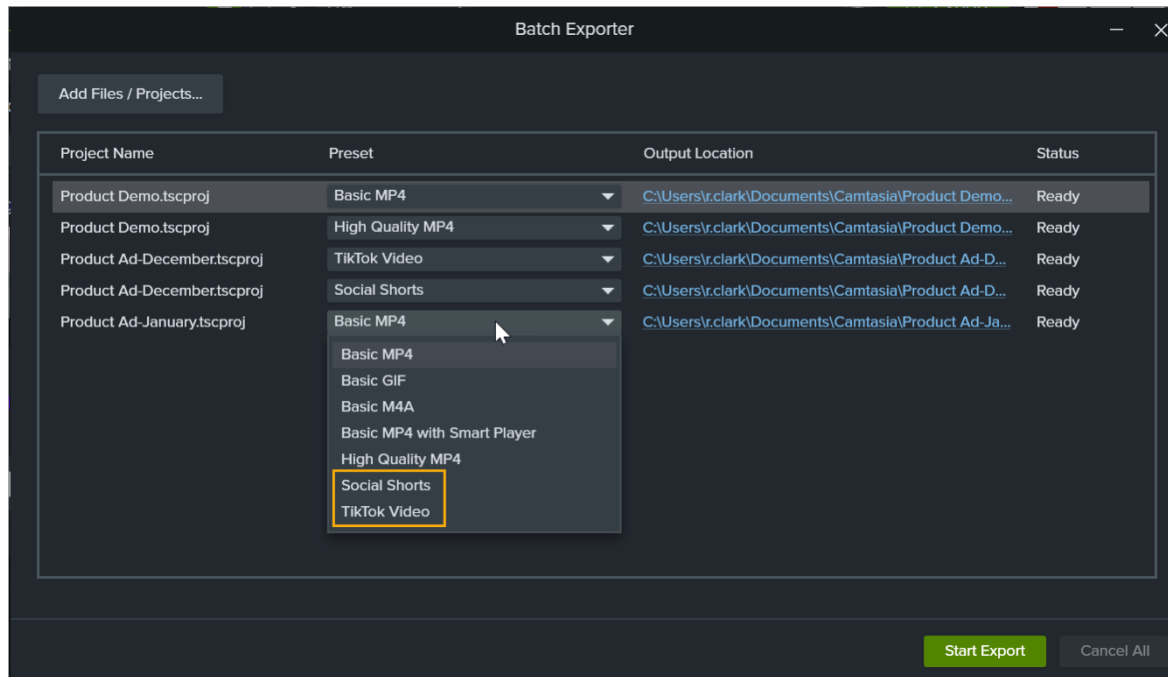 Batch Exporter
Add Files / Projects...
Project Name Preset Output Location Status
Product Demo.tscproj Basic MP4 C:\Users\r.clark\Documents\Camtasia\Product Demo... Ready
Product Demo.tscproj High Quality MP4 C:\Users\r.clark\Documents\Camtasia\Product Demo... Ready
Product Ad-December.tscproj TikTok Video C:\Users\r.clark\Documents\Camtasia\Product Ad-D... Ready
Product Ad-December.tscproj Social Shorts C:\Users\r.clark\Documents\Camtasia\Product Ad-D... Ready
Product Ad-January.tscproj Basic MP4 C:\Users\r.clark\Documents\Camtasia\Product Ad-Ja... Ready
Basic MP4
Basic GIF
Basic M4A
Basic MP4 with Smart Player
High Quality MP4
Social Shorts
TikTok Video
Start Export Cancel All